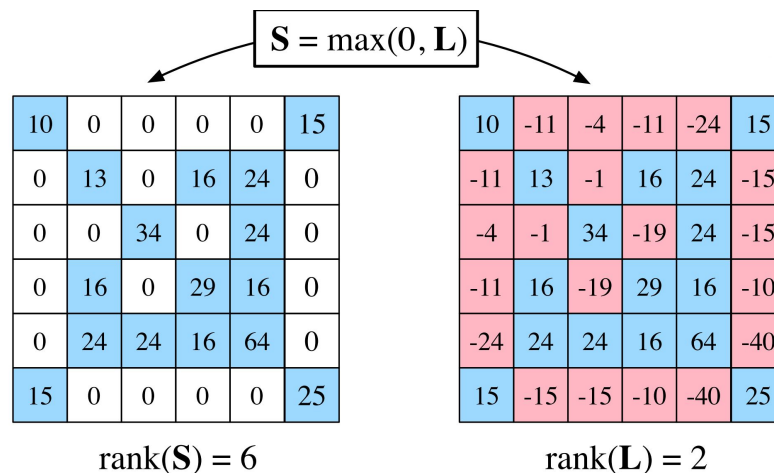 S = max(0, L)
10 0 0 0 0 15
0 13 0 16 24 0
0 0 34 0 24 0
0 16 0 29 16 0
0 24 24 16 64 0
15 0 0 0 0 25
rank(S) = 6
10 -11 -4 -11 -24 15
-11 13 -1 16 24 -15
-4 -1 34 -19 24 -15
-11 16 -19 29 16 -10
-24 24 24 16 64 -40
15 -15 -15 -10 -40 25
rank(L) = 2